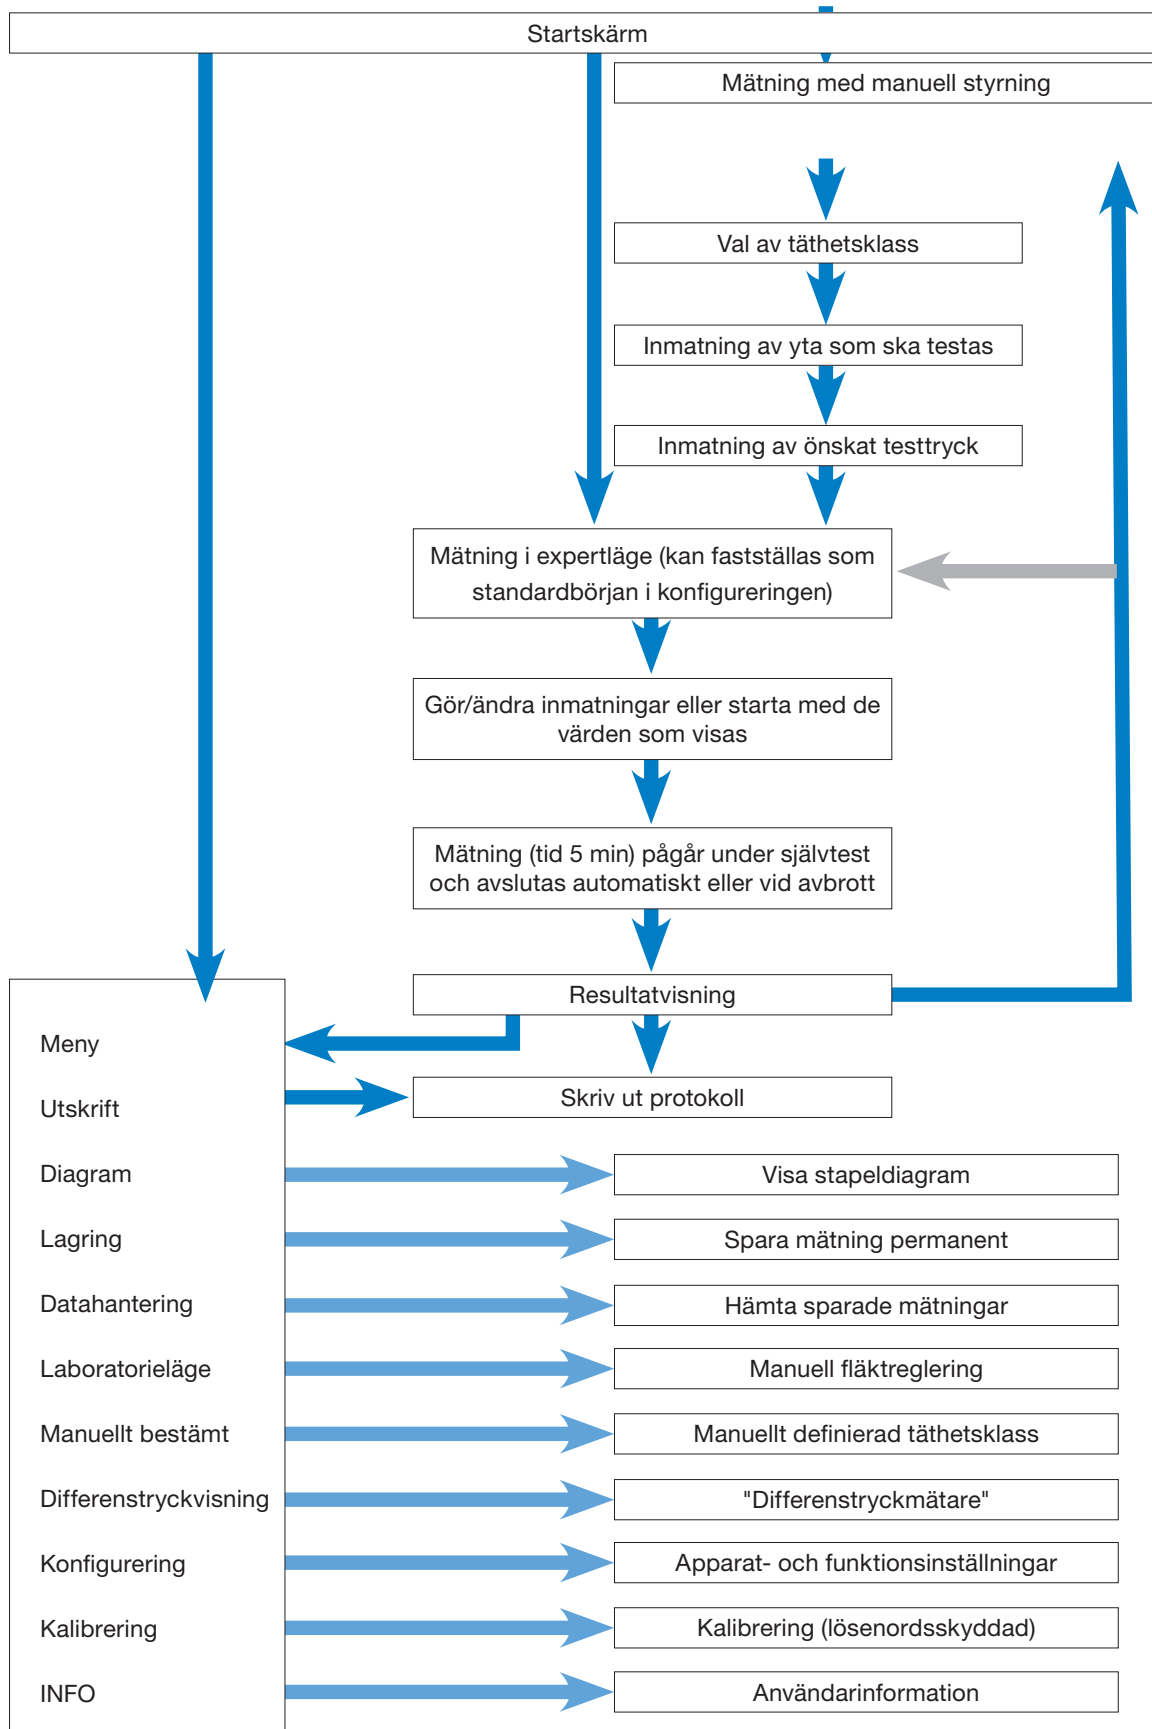 Startskärm
Mätning med manuell styrning
Val av täthetsklass
Inmatning av yta som ska testas
Inmatning av önskat testtryck
Mätning i expertläge (kan fastställas som
standardbörjan i konfigureringen)
Gör/ändra inmatningar eller starta med de
värden som visas
Mätning (tid 5 min) pågår under självtest
och avslutas automatiskt eller vid avbrott
Resultatvisning
Meny
Skriv ut protokoll
Utskrift
Diagram
Visa stapeldiagram
Lagring
Spara mätning permanent
Datahantering
Hämta sparade mätningar
Laboratorieläge
Manuell fläktreglering
Manuellt bestämt
Manuellt definierad täthetsklass
Differenstryckvisning
"Differenstryckmätare"
Konfigurering
Apparat- och funktionsinställningar
Kalibrering
Kalibrering (lösenordsskyddad)
INFO
Användarinformation